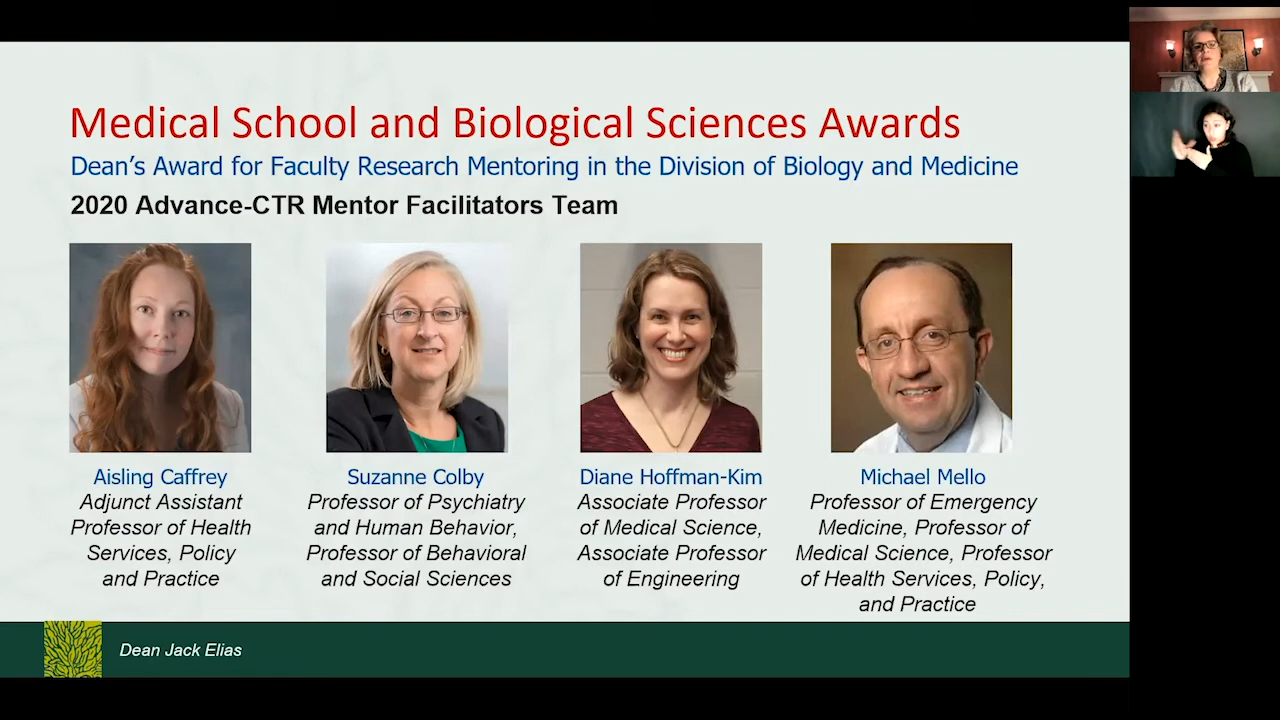 Medical School and Biological Sciences Awards
Dean's Award for Faculty Research Mentoring in the Division of Biology and Medicine
2020 Advance-CTR Mentor Facilitators Team
Aisling Caffrey
Adjunct Assistant
Professor of Health
Services, Policy
and Practice
Suzanne Colby
Professor of Psychiatry
and Human Behavior,
Professor of Behavioral
and Social Sciences
Diane Hoffman-Kim
Associate Professor
of Medical Science,
Associate Professor
of Engineering
Michael Mello
Professor of Emergency
Medicine, Professor of
Medical Science, Professor
of Health Services, Policy,
and Practice
Dean Jack Elias